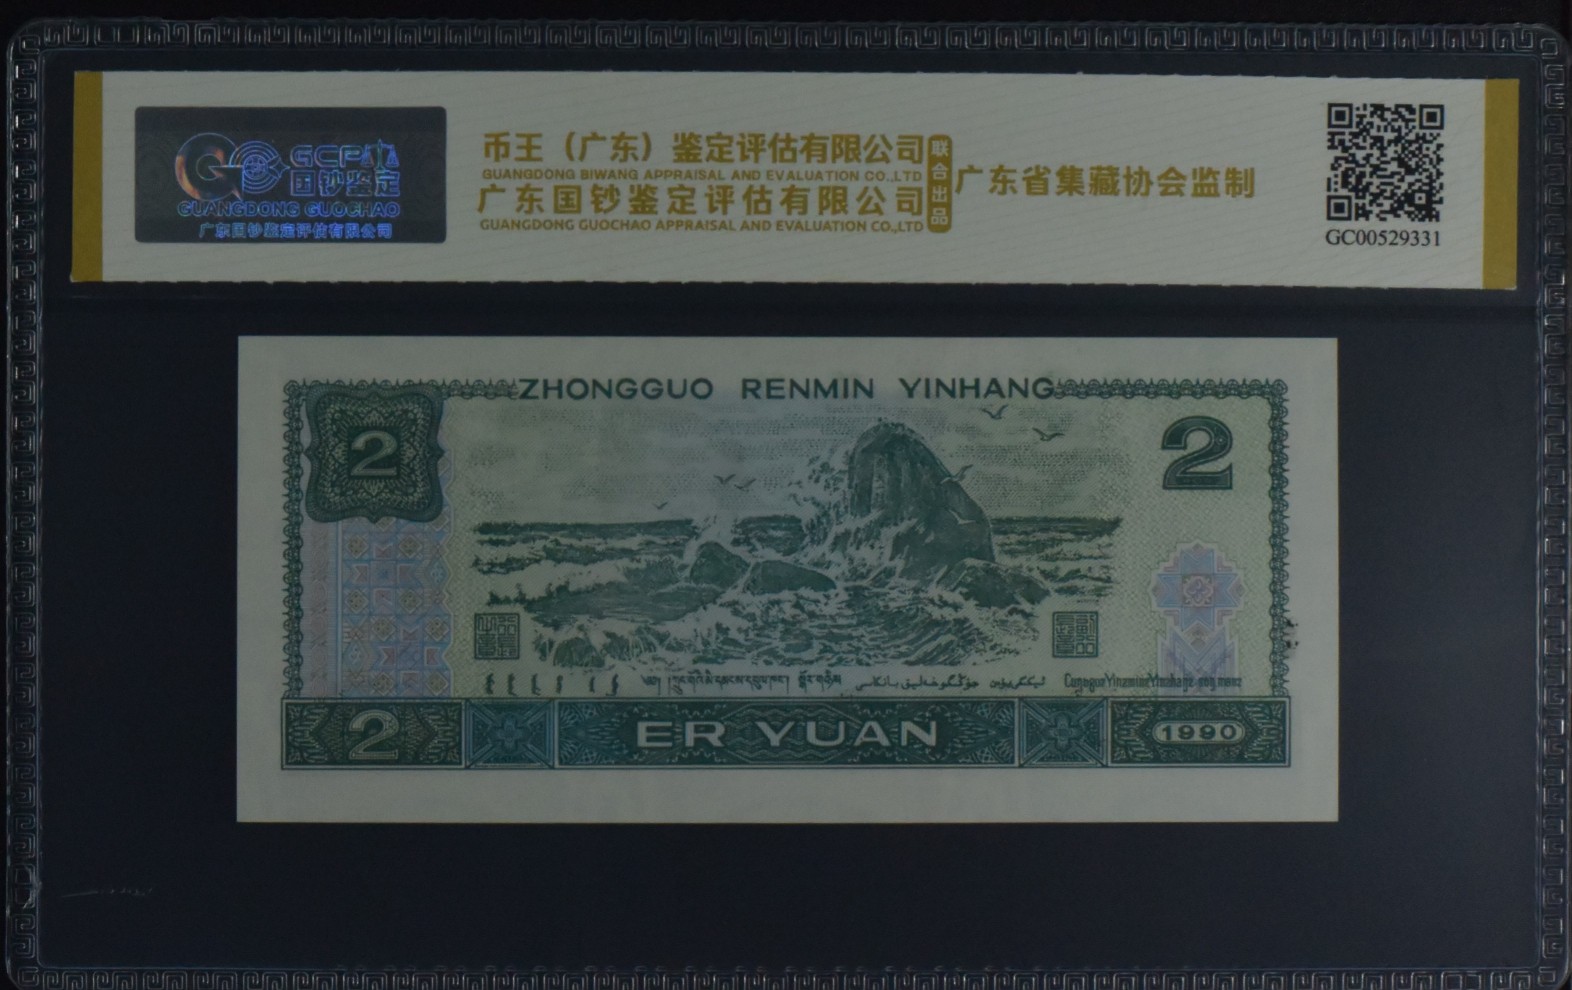 GCP
国钞鉴定
GUANGDONG GUOCHAO
广东国钞鉴定评估有限公司
币王（广东）鉴定评估有限公司
GUANGDONG BIWANG APPRAISAL AND EVALUATION CO.,LTD
广东国钞鉴定评估有限公司
GUANGDONG GUOCHAO APPRAISAL AND EVALUATION CO.,LTD
联合出品
广东省集藏协会监制
GC00529331
ZHONGGUO RENMIN YINHANG
2
2
2
ER YUAN
1990